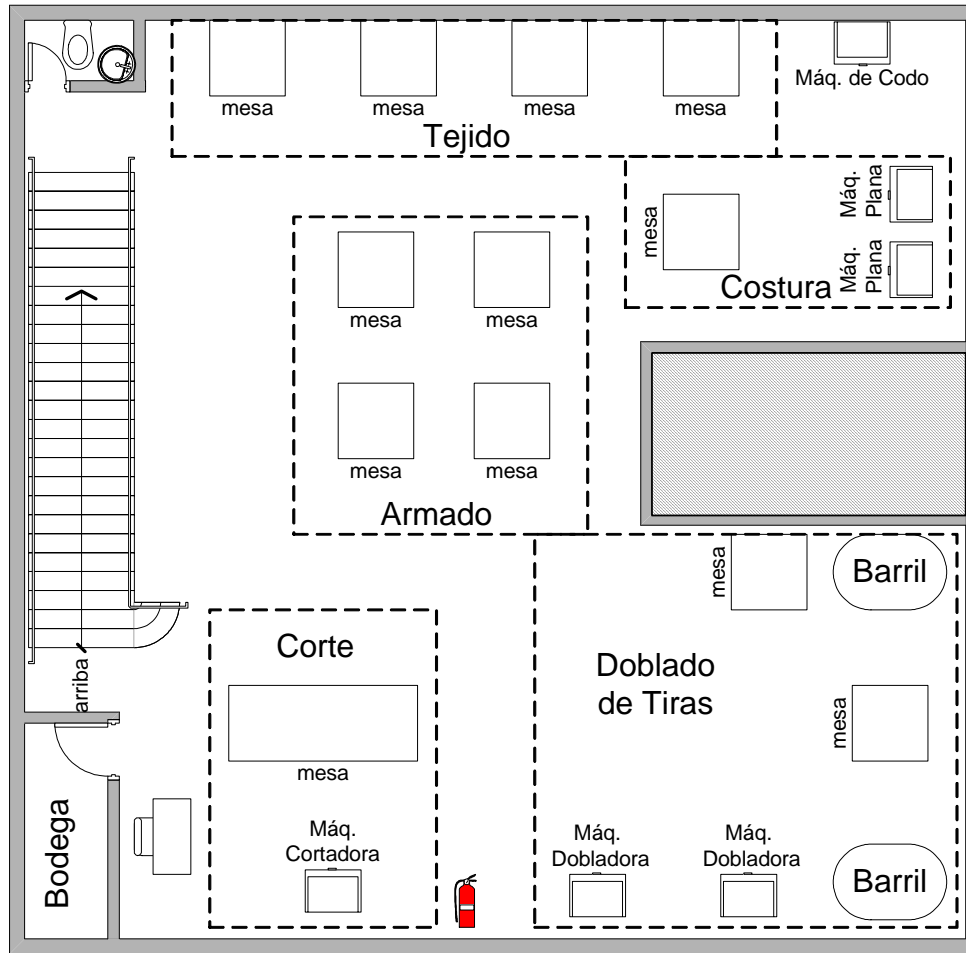 Máq. de Codo
mesa
mesa
mesa
mesa
Tejido
mesa
Máq.
Plana
Máq.
Plana
Costura
mesa
mesa
mesa
mesa
Armado
mesa
Barril
Corte
Doblado
de Tiras
arriba
mesa
mesa
Bodega
Máq.
Cortadora
Máq.
Dobladora
Máq.
Dobladora
Barril